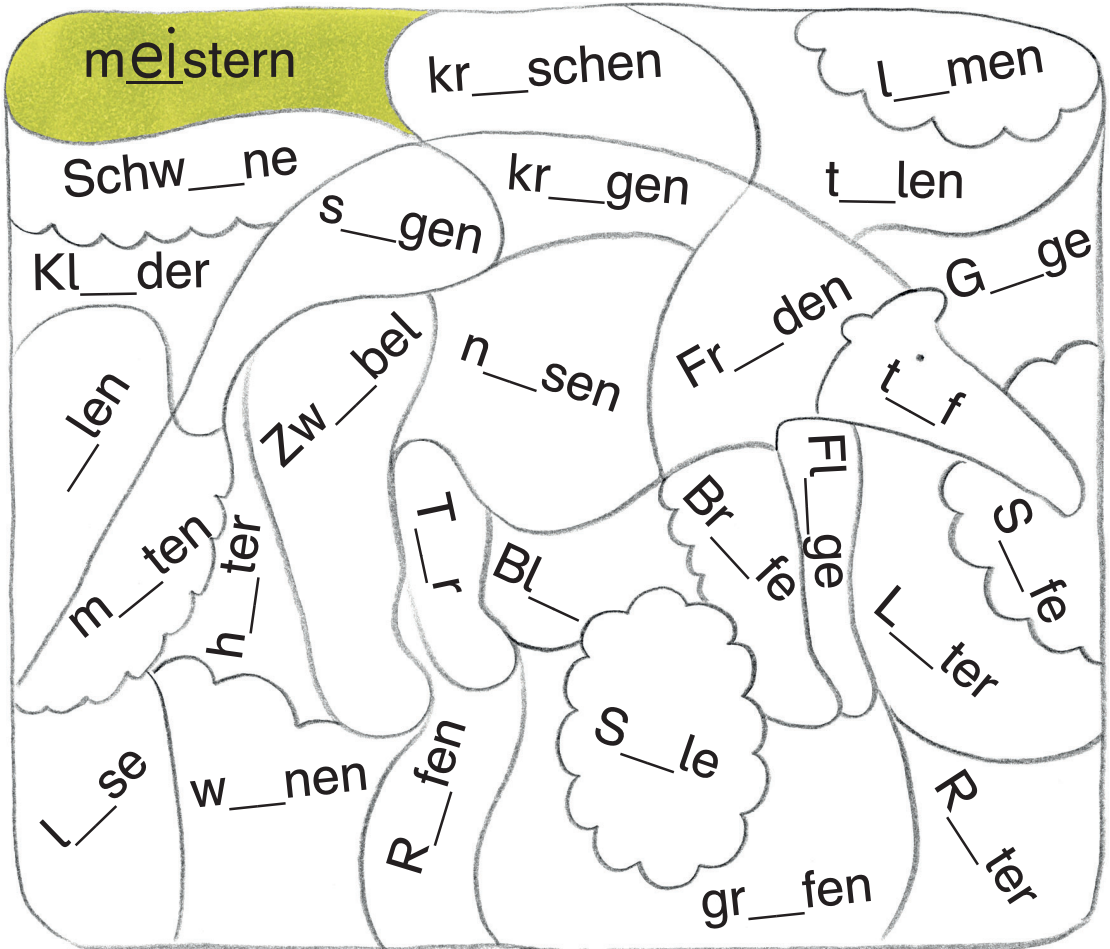 meistern
kr__schen
l__men
Schw__ne
kr__gen
t__len
s__gen
Kl__der
G__ge
Fr__den
Zw__bel
n__sen
t__f
__len
Fl__ge
Br__fe
S__fe
T__r
m__ten
h__ter
Bl__
L__ter
S__le
l__se
w__nen
R__fen
R__ter
gr__fen